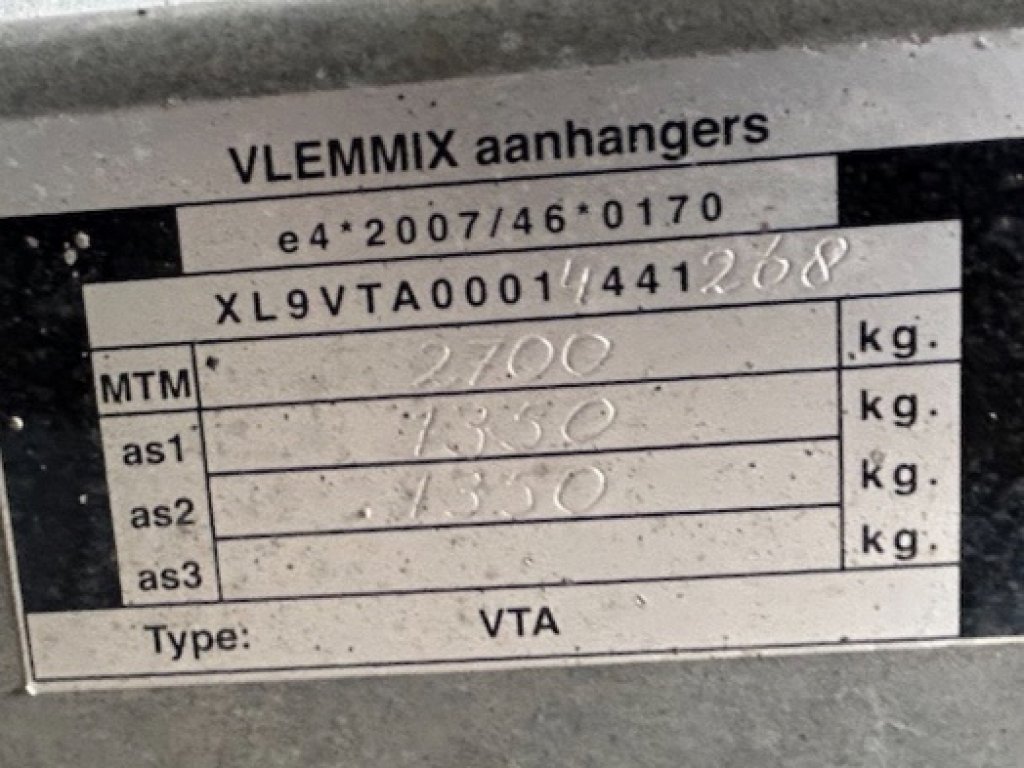 VLEMMIX aanhangers
e4*2007/46*0170
XL9VTA00014441268
MTM 2700 kg.
as1 1350 kg.
as2 1350 kg.
as3 kg.
Type: VTA